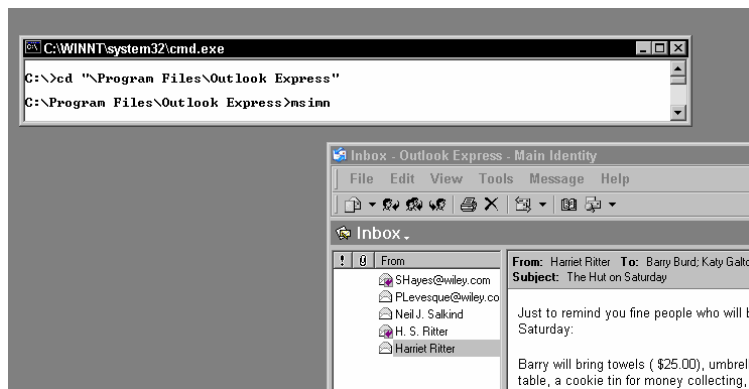 C:\WINNT\system32\cmd.exe
C:\>cd "\Program Files\Outlook Express"
C:\Program Files\Outlook Express>msimn
Inbox - Outlook Express - Main Identity
File Edit View Tools Message Help
Inbox
! From
SHayes@wiley.com
PLevesque@wiley.co
Neil J. Salkind
H. S. Ritter
Harriet Ritter
From: Harriet Ritter To: Barry Burd; Katy Galto
Subject: The Hut on Saturday
Just to remind you fine people who will
Saturday:
Barry will bring towels ( $25.00), umbrel
table, a cookie tin for money collecting,